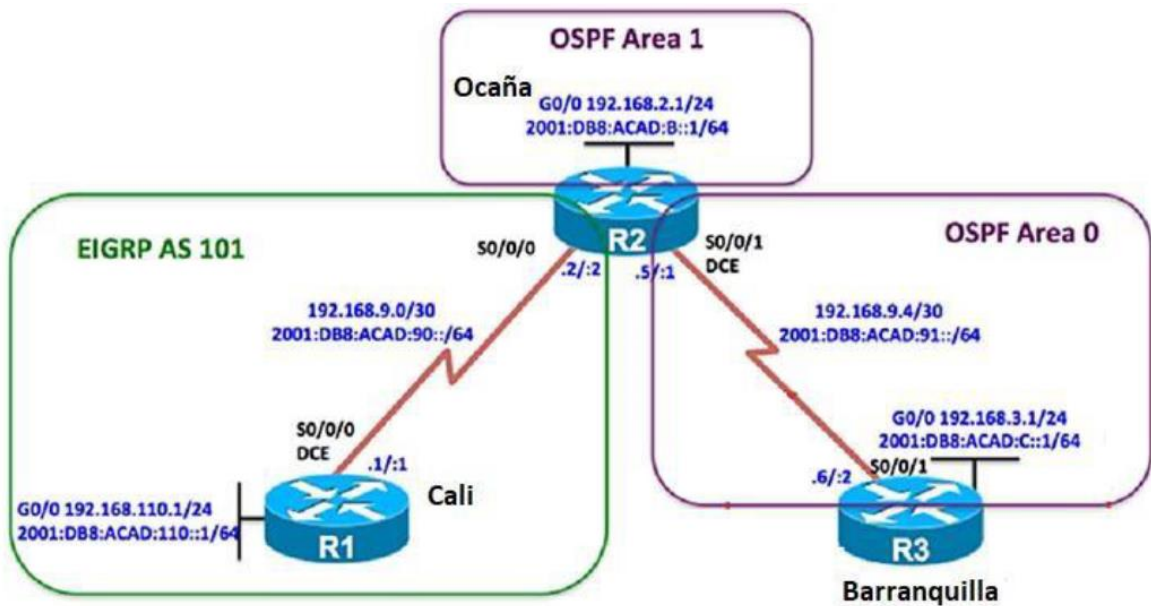 OSPF Area 1
Ocaña
G0/0 192.168.2.1/24
2001:DB8:ACAD:B::1/64
R2
EIGRP AS 101
S0/0/0
.2/:2
.5/:1
S0/0/1
DCE
OSPF Area 0
192.168.9.0/30
2001:DB8:ACAD:90::/64
192.168.9.4/30
2001:DB8:ACAD:91::/64
S0/0/0
DCE
.1/:1
Cali
G0/0 192.168.110.1/24
2001:DB8:ACAD:110::1/64
R1
G0/0 192.168.3.1/24
2001:DB8:ACAD:C::1/64
.6/:2
S0/0/1
R3
Barranquilla